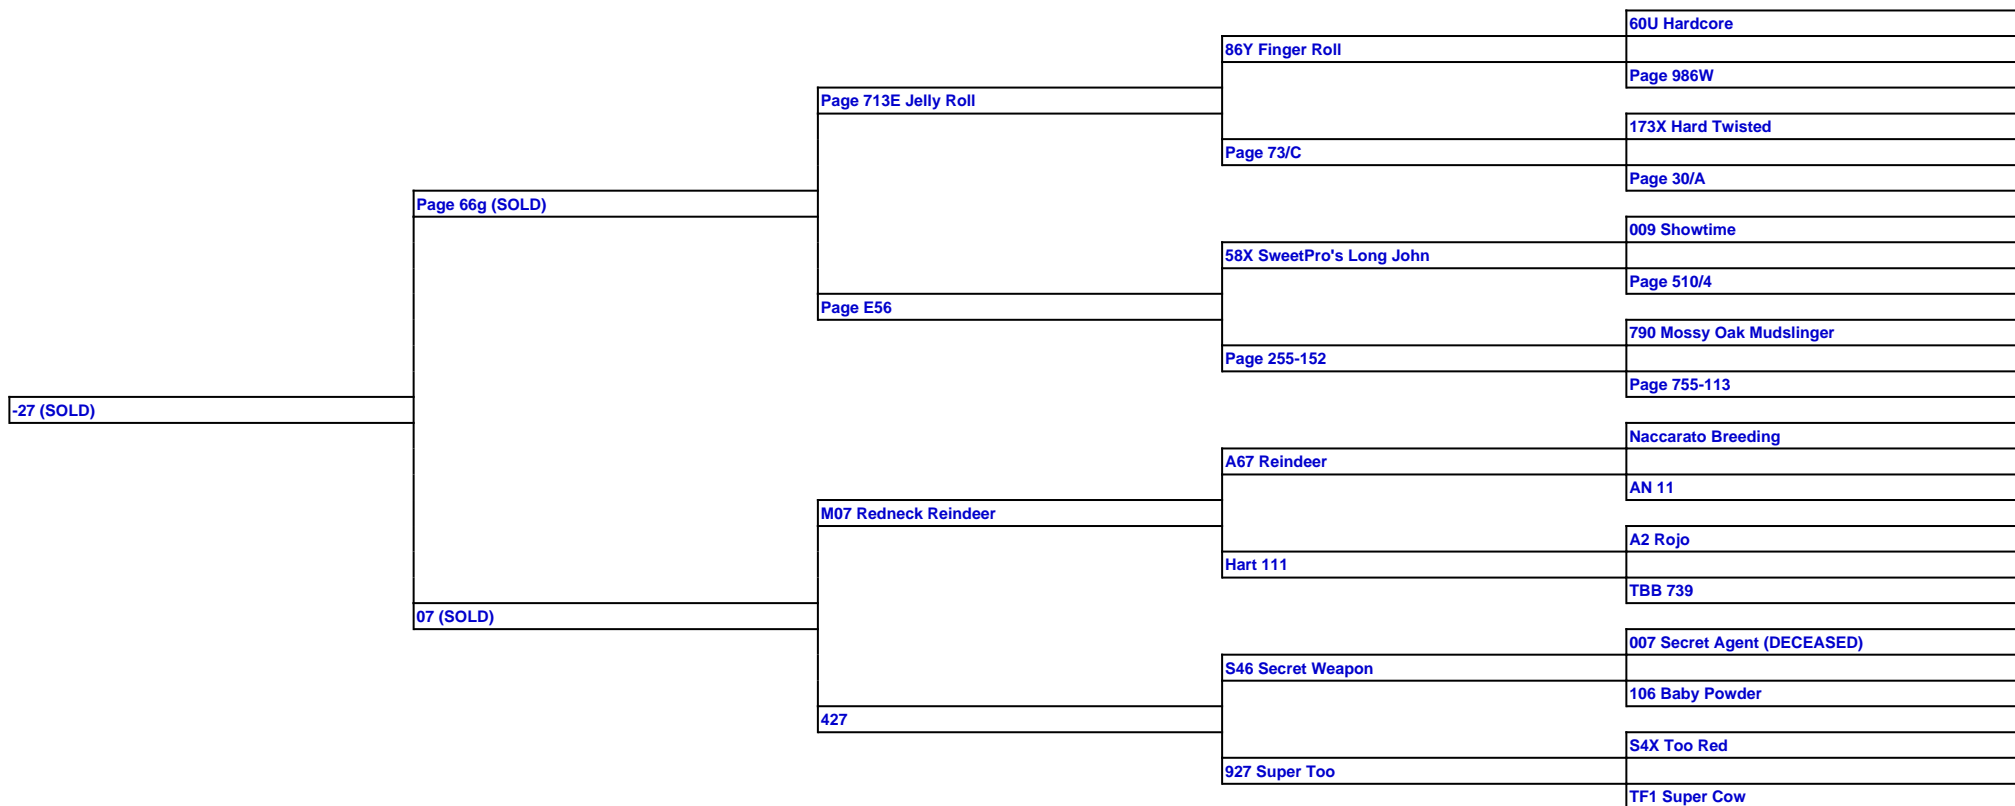 60U Hardcore
86Y Finger Roll
Page 986W
Page 713E Jelly Roll
173X Hard Twisted
Page 73/C
Page 30/A
Page 66g (SOLD)
009 Showtime
58X SweetPro's Long John
Page 510/4
Page E56
790 Mossy Oak Mudslinger
Page 255-152
Page 755-113
-27 (SOLD)
Naccarato Breeding
A67 Reindeer
AN 11
M07 Redneck Reindeer
A2 Rojo
Hart 111
TBB 739
07 (SOLD)
007 Secret Agent (DECEASED)
S46 Secret Weapon
106 Baby Powder
427
S4X Too Red
927 Super Too
TF1 Super Cow